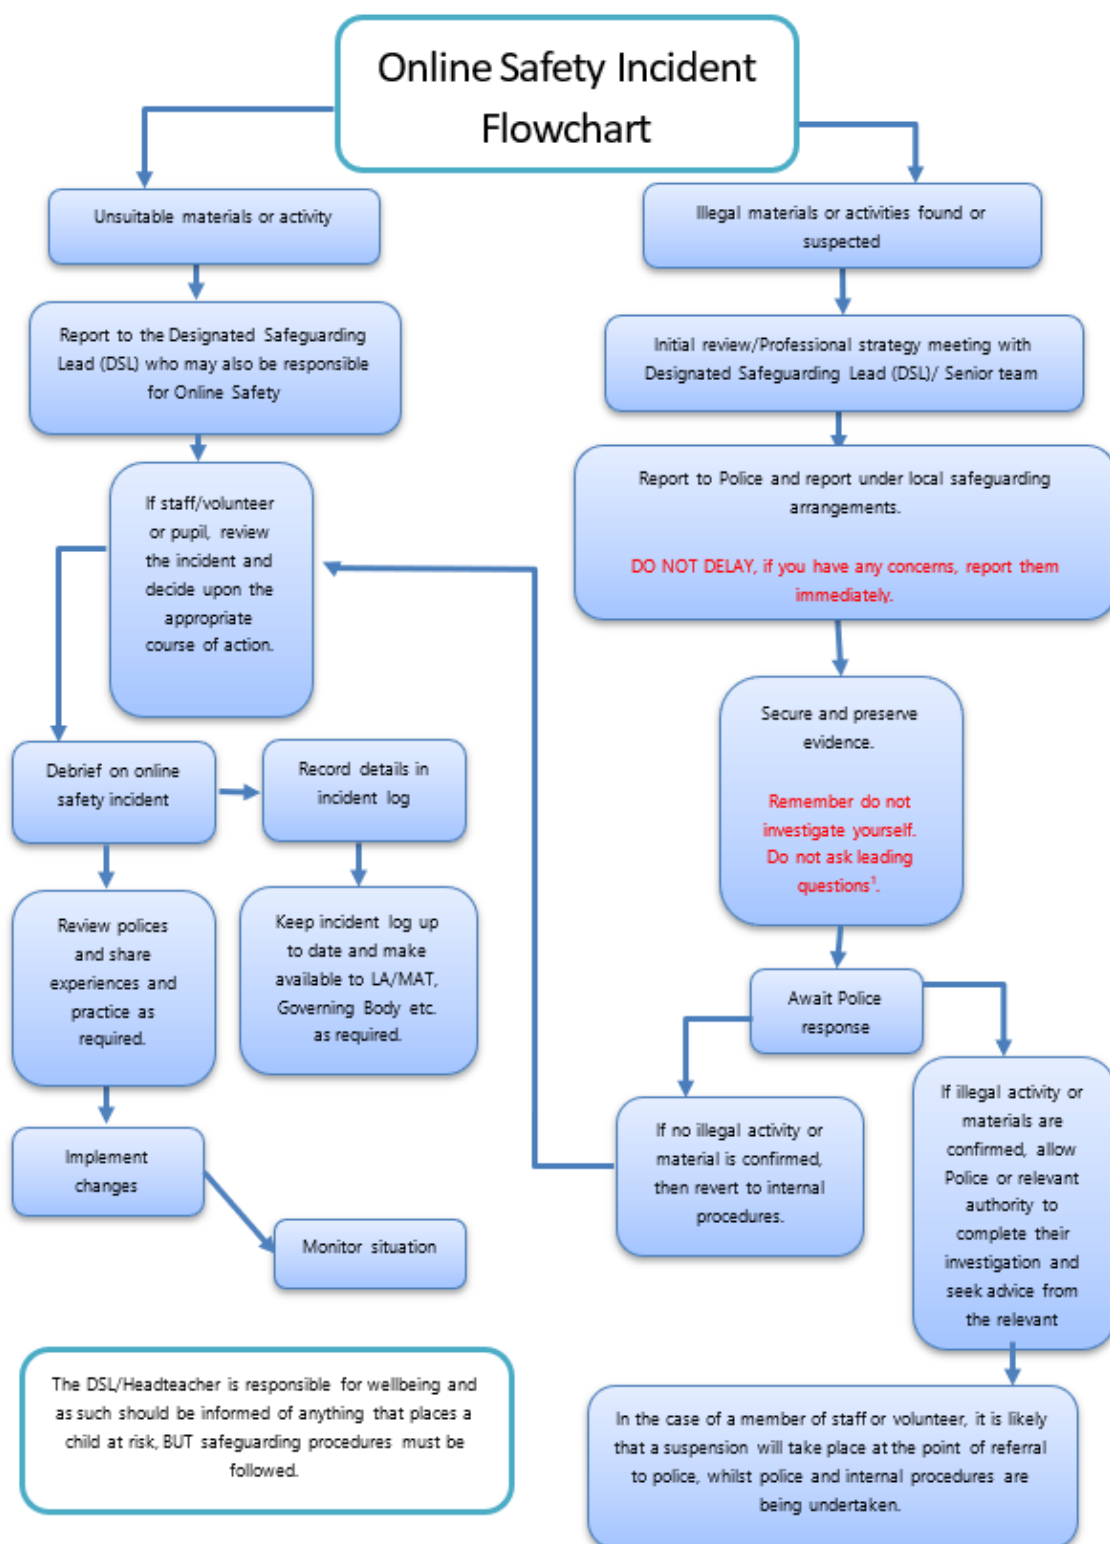 Online Safety Incident
Flowchart
Unsuitable materials or activity
Report to the Designated Safeguarding
Lead (DSL) who may also be responsible
for Online Safety
If staff/volunteer
or pupil, review
the incident and
decide upon the
appropriate
course of action.
Debrief on online
safety incident
Record details in
incident log
Review polices
and share
experiences and
practice as
required.
Keep incident log up
to date and make
available to LA/MAT,
Governing Body etc.
as required.
Implement
changes
Monitor situation
The DSL/Headteacher is responsible for wellbeing and
as such should be informed of anything that places a
child at risk, BUT safeguarding procedures must be
followed.
Illegal materials or activities found or
suspected
Initial review/Professional strategy meeting with
Designated Safeguarding Lead (DSL)/ Senior team
Report to Police and report under local safeguarding
arrangements.
DO NOT DELAY, if you have any concerns, report them
immediately.
Secure and preserve
evidence.
Remember do not
investigate yourself.
Do not ask leading
questions¹.
Await Police
response
If no illegal activity or
material is confirmed,
then revert to internal
procedures.
If illegal activity or
materials are
confirmed, allow
Police or relevant
authority to
complete their
investigation and
seek advice from
the relevant
In the case of a member of staff or volunteer, it is likely
that a suspension will take place at the point of referral
to police, whilst police and internal procedures are
being undertaken.